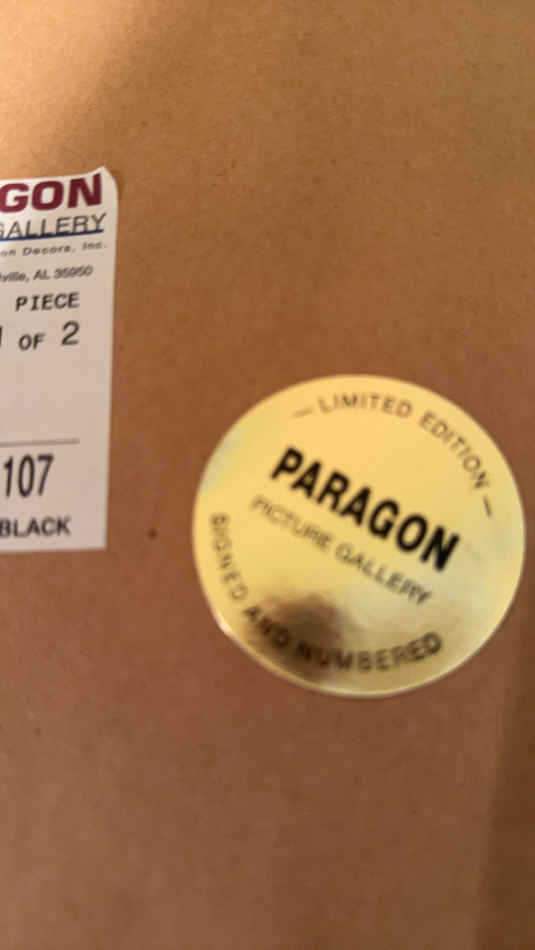 GON
GALLERY
on Decors, Inc.
ville, AL 35950
PIECE
OF 2
107
BLACK
— LIMITED EDITION —
PARAGON
PICTURE GALLERY
SIGNED AND NUMBERED